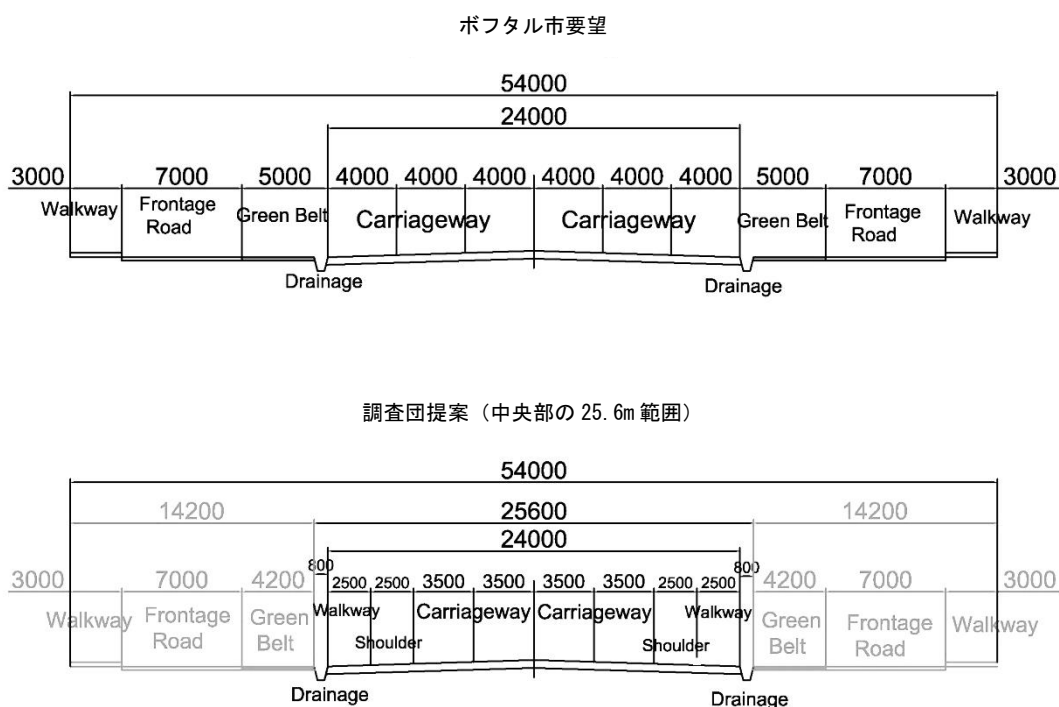 ボフタル市要望
54000
24000
3000 7000 5000 4000 4000 4000 4000 4000 4000 5000 7000 3000
Walkway Frontage Road Green Belt Carriageway Carriageway Green Belt Frontage Road Walkway
Drainage Drainage
調査団提案（中央部の 25.6m 範囲）
54000
14200 25600 14200
24000
3000 7000 4200 800 2500 2500 3500 3500 3500 3500 2500 2500 800 4200 7000 3000
Walkway Frontage Road Green Belt Walkway Shoulder Carriageway Carriageway Shoulder Walkway Green Belt Frontage Road Walkway
Drainage Drainage